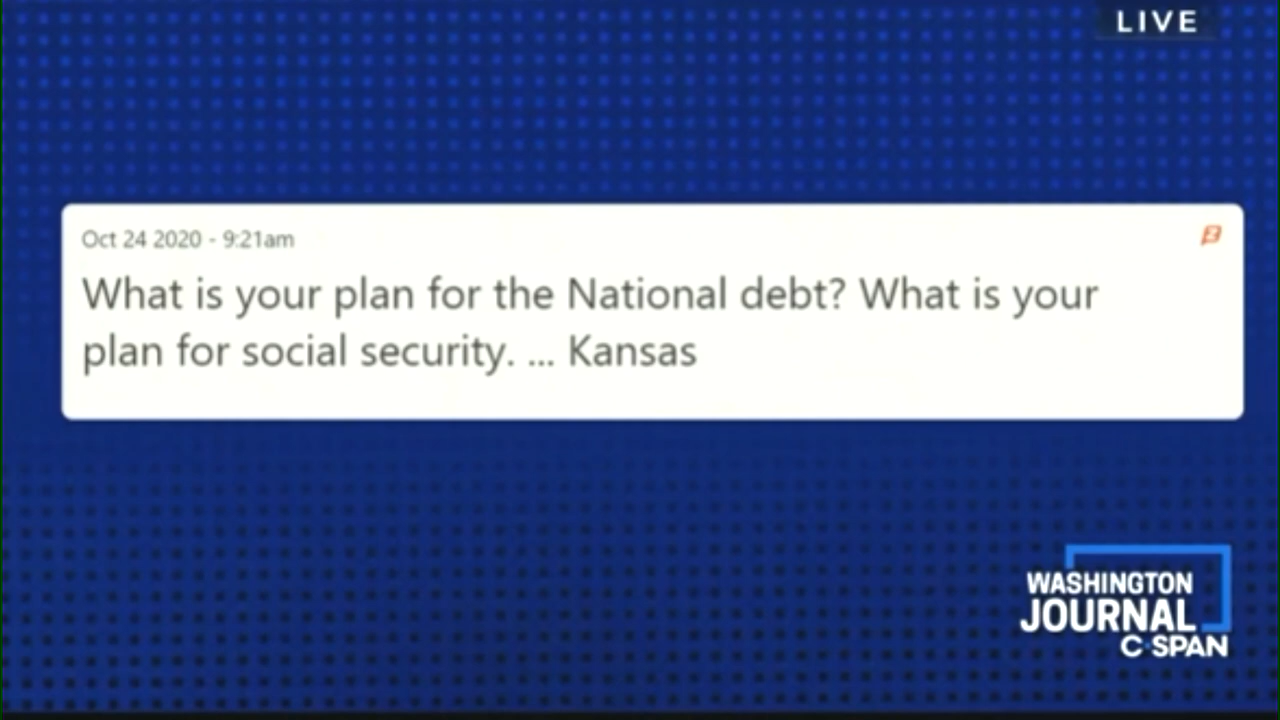 LIVE
Oct 24 2020 - 9:21am
What is your plan for the National debt? What is your
plan for social security. ... Kansas
WASHINGTON
JOURNAL
C-SPAN